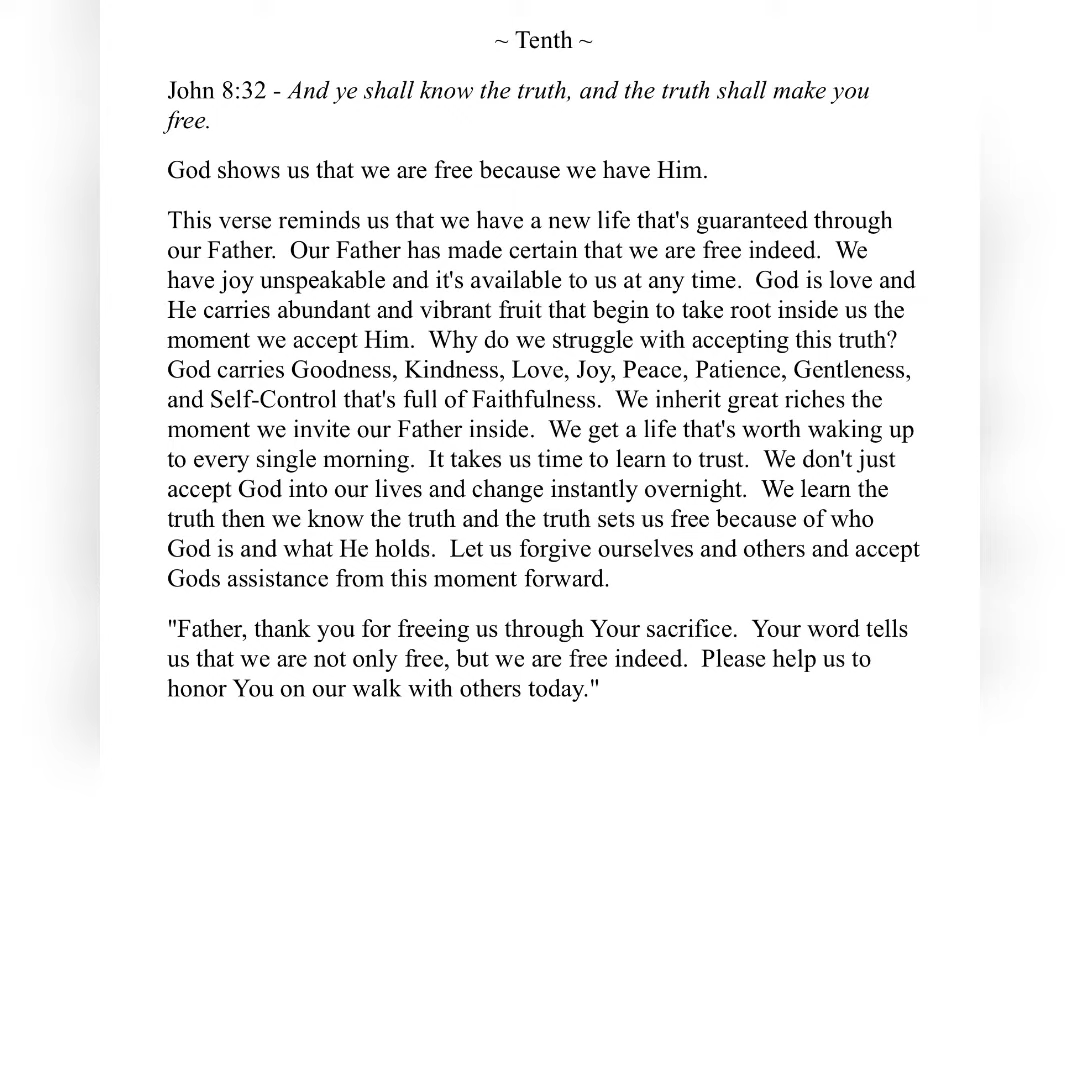 ~ Tenth ~
John 8:32 - And ye shall know the truth, and the truth shall make you
free.
God shows us that we are free because we have Him.
This verse reminds us that we have a new life that's guaranteed through
our Father.  Our Father has made certain that we are free indeed.  We
have joy unspeakable and it's available to us at any time.  God is love and
He carries abundant and vibrant fruit that begin to take root inside us the
moment we accept Him.  Why do we struggle with accepting this truth?
God carries Goodness, Kindness, Love, Joy, Peace, Patience, Gentleness,
and Self-Control that's full of Faithfulness.  We inherit great riches the
moment we invite our Father inside.  We get a life that's worth waking up
to every single morning.  It takes us time to learn to trust.  We don't just
accept God into our lives and change instantly overnight.  We learn the
truth then we know the truth and the truth sets us free because of who
God is and what He holds.  Let us forgive ourselves and others and accept
Gods assistance from this moment forward.
"Father, thank you for freeing us through Your sacrifice.  Your word tells
us that we are not only free, but we are free indeed.  Please help us to
honor You on our walk with others today."